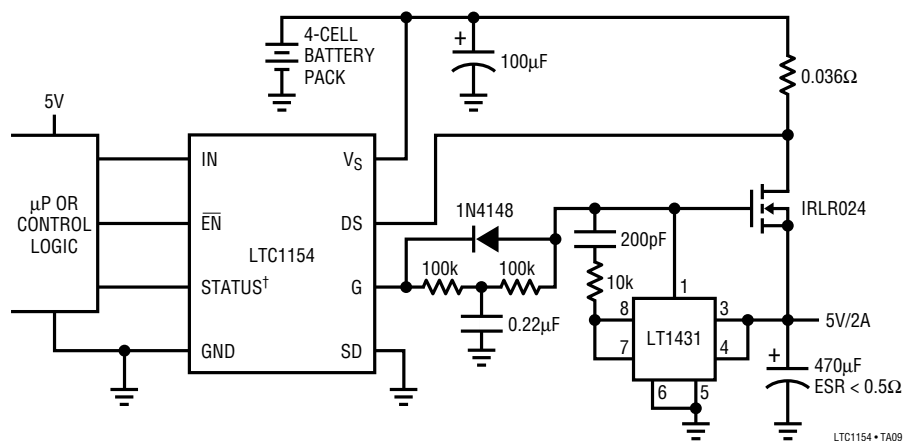 4-CELL
BATTERY
PACK
+
100µF
0.036Ω
5V
µP OR
CONTROL
LOGIC
IN
EN
STATUS†
GND
LTC1154
VS
DS
G
SD
1N4148
100k
100k
0.22µF
200pF
10k
IRLR024
1
8
7
3
4
LT1431
6
5
5V/2A
+
470µF
ESR < 0.5Ω
LTC1154 • TA09